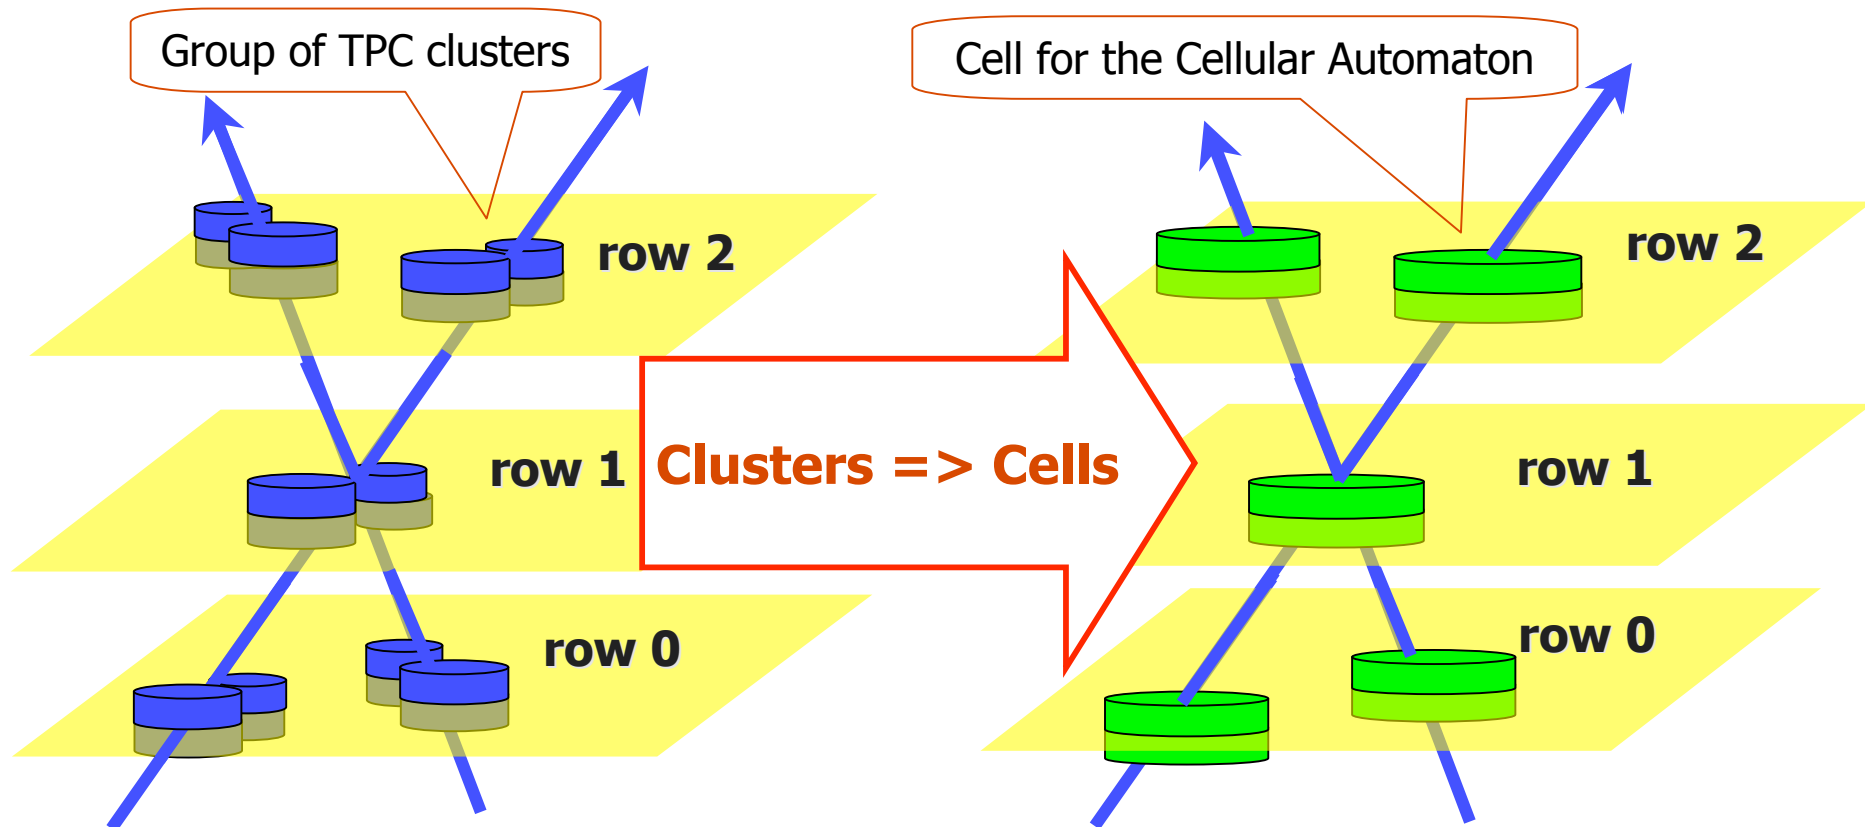 Group of TPC clusters
Cell for the Cellular Automaton
row 2
row 2
Clusters => Cells
row 1
row 1
row 0
row 0